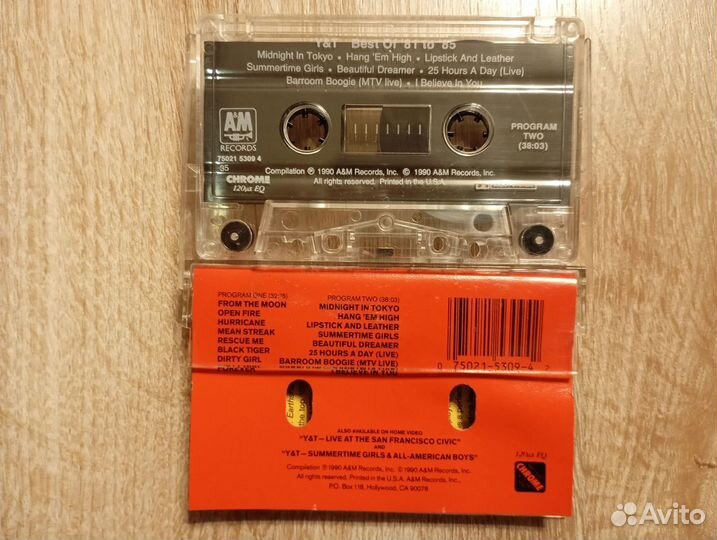 Y&T Best Of '81 to '85
Midnight In Tokyo • Hang 'Em High • Lipstick And Leather
Summertime Girls • Beautiful Dreamer • 25 Hours A Day (Live)
Barroom Boogie (MTV live) • I Believe In You
A&M
RECORDS
75021 5309 4
CHROME
120µs EQ
PROGRAM
TWO
(38:03)
Compilation ℗ 1990 A&M Records, Inc. © 1990 A&M Records, Inc.
All rights reserved. Printed in the U.S.A.
PROGRAM ONE
FROM THE MOON
OPEN FIRE
HURRICANE
MEAN STREAK
RESCUE ME
BLACK TIGER
DIRTY GIRL
FOREVER
PROGRAM TWO (38:03)
MIDNIGHT IN TOKYO
HANG 'EM HIGH
LIPSTICK AND LEATHER
SUMMERTIME GIRLS
BEAUTIFUL DREAMER
25 HOURS A DAY (LIVE)
BARROOM BOOGIE (MTV LIVE)
I BELIEVE IN YOU
0 75021-5309-4 2
Earth
the
ALSO AVAILABLE ON HOME VIDEO
"Y&T—LIVE AT THE SAN FRANCISCO CIVIC"
AND
"Y&T—SUMMERTIME GIRLS & ALL-AMERICAN BOYS"
Compilation ℗ 1990 A&M Records, Inc. © 1990 A&M Records, Inc.
All rights reserved. Printed in U.S.A. A&M Records, Inc.,
P.O. Box 118, Hollywood, CA 90078
120µs EQ
CHROME
Avito